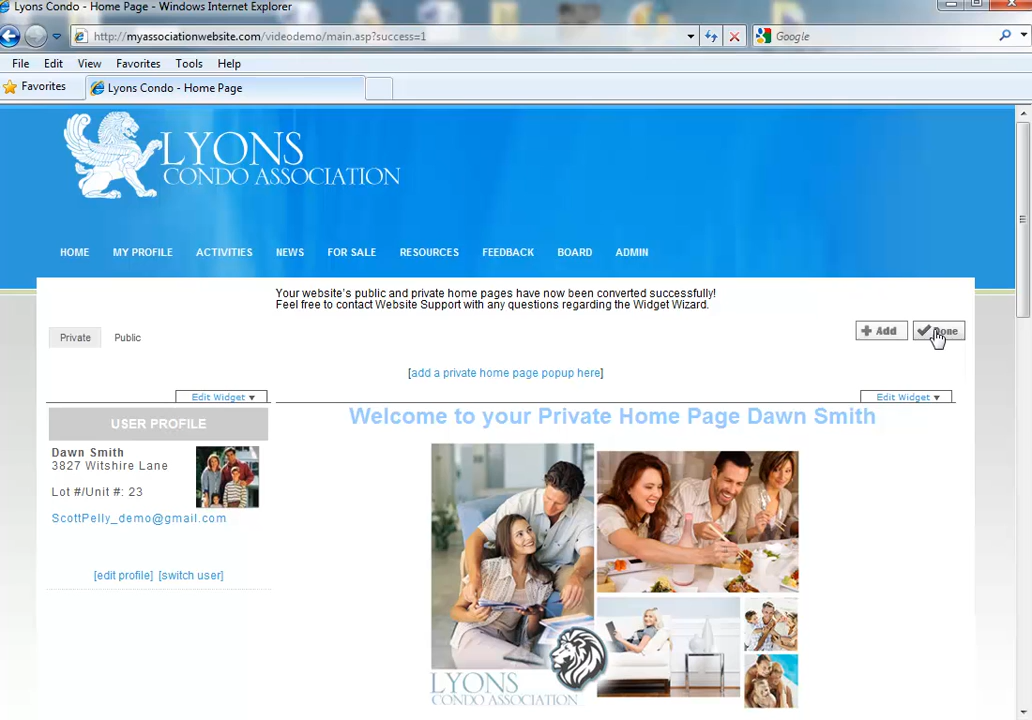 Lyons Condo - Home Page - Windows Internet Explorer
http://myassociationwebsite.com/videodemo/main.asp?success=1
Google
File Edit View Favorites Tools Help
Favorites
Lyons Condo - Home Page
LYONS
CONDO ASSOCIATION
HOME MY PROFILE ACTIVITIES NEWS FOR SALE RESOURCES FEEDBACK BOARD ADMIN
Your website's public and private home pages have now been converted successfully!
Feel free to contact Website Support with any questions regarding the Widget Wizard.
Private Public
Add Done
[add a private home page popup here]
Edit Widget
Edit Widget
USER PROFILE
Dawn Smith
3827 Witshire Lane
Lot #/Unit #: 23
ScottPelly_demo@gmail.com
[edit profile] [switch user]
Welcome to your Private Home Page Dawn Smith
LYONS
CONDO ASSOCIATION